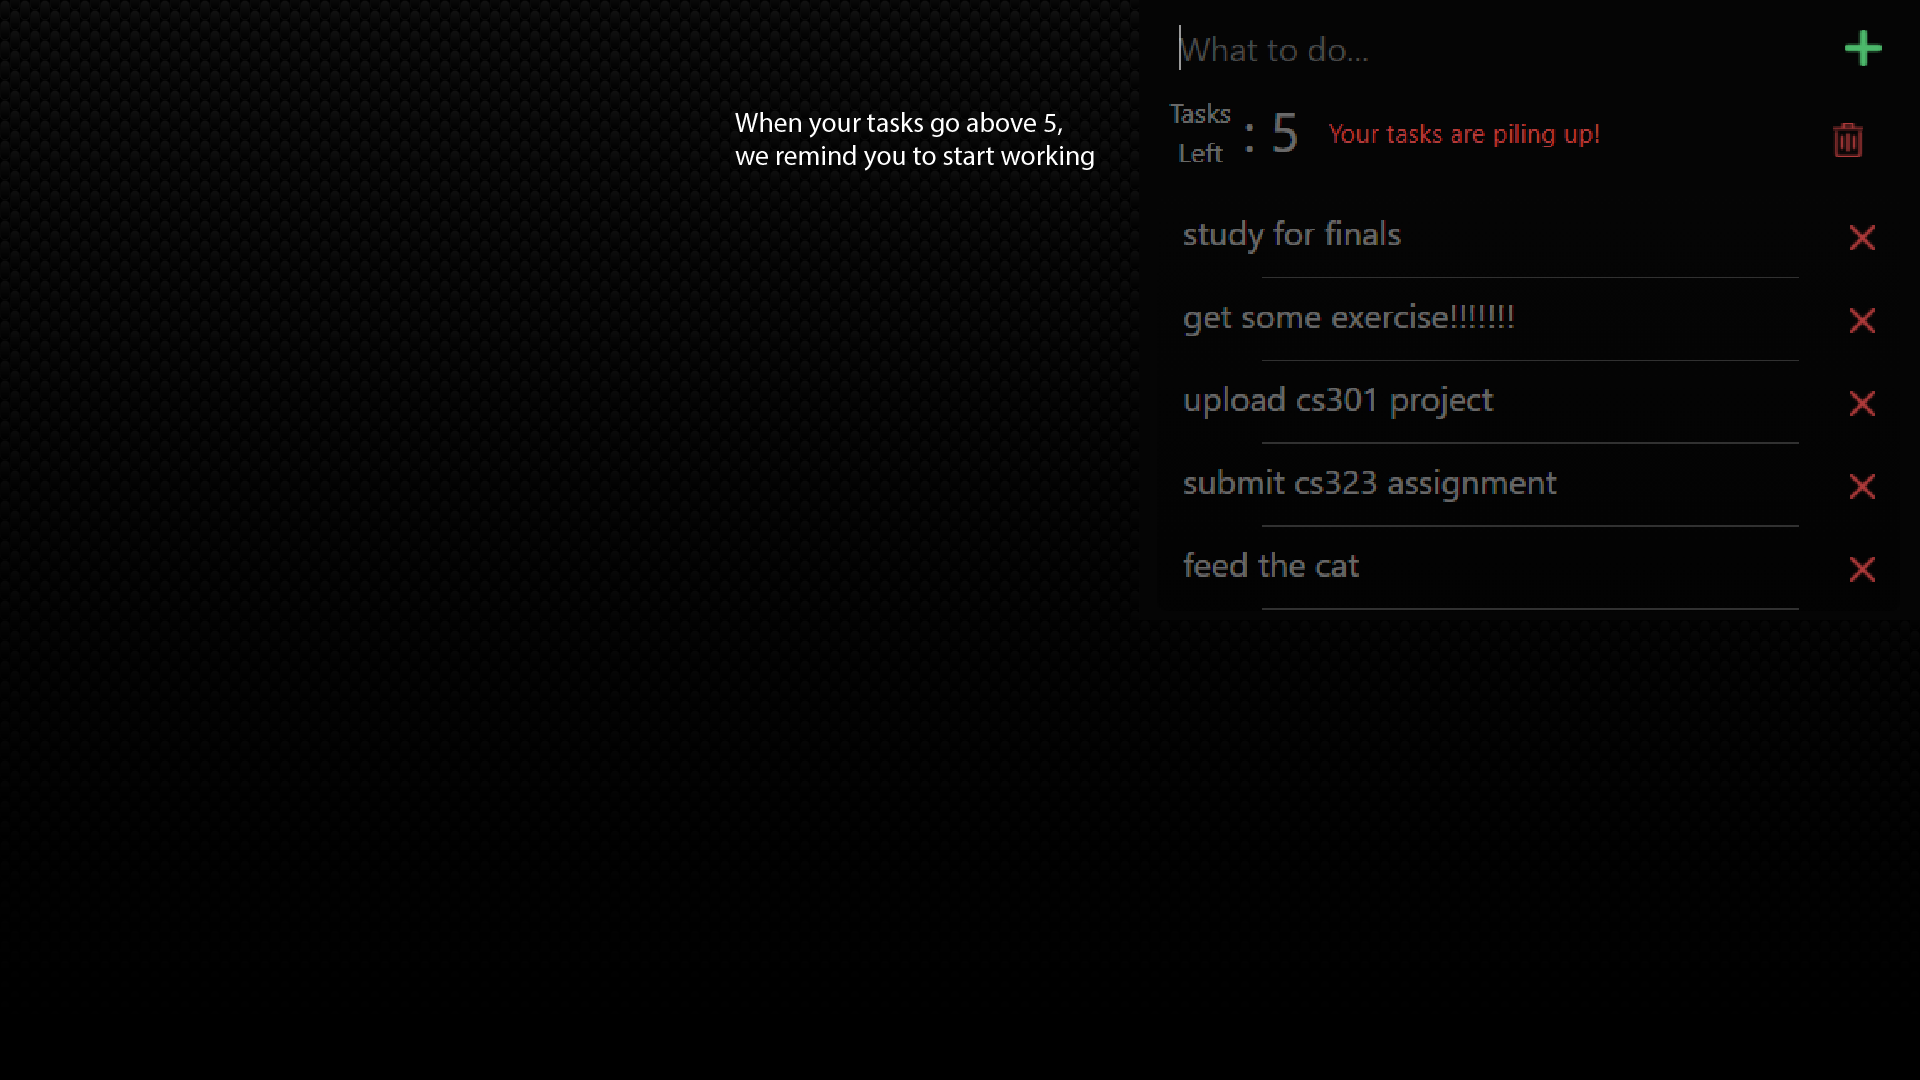 What to do...
When your tasks go above 5,
we remind you to start working
Tasks
Left
: 5
Your tasks are piling up!
study for finals
get some exercise!!!!!!!
upload cs301 project
submit cs323 assignment
feed the cat